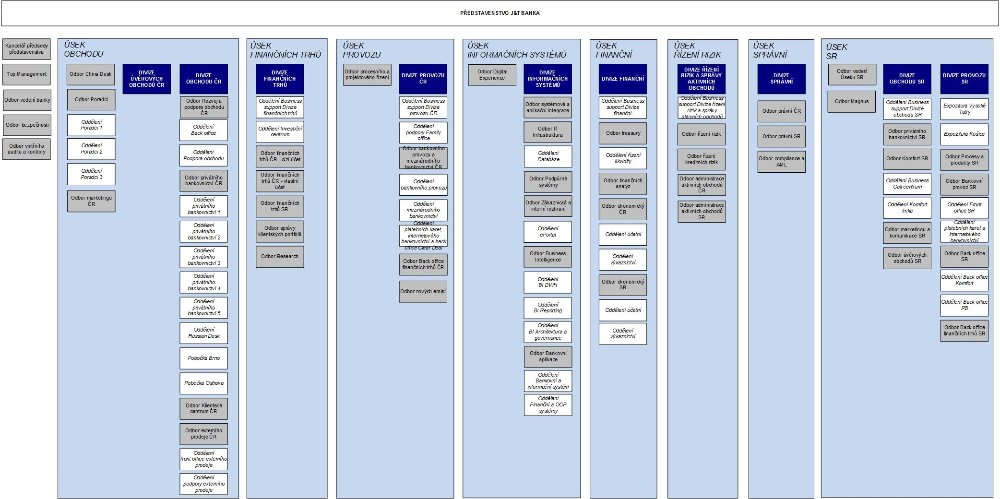 PŘEDSTAVENSTVO J&T BANKA
Kancelář předsedy
představenstva
Top Management
Odbor vedení banky
Odbor bezpečnosti
Odbor vnitřního
auditu a kontroly
ÚSEK
OBCHODU
Odbor China Desk
Odbor Poradci
Oddělení
Poradci 1
Oddělení
Poradci 2
Oddělení
Poradci 3
Odbor marketingu
ČR
DIVIZE
ÚVĚROVÝCH
OBCHODŮ ČR
DIVIZE
OBCHODU ČR
Odbor Rozvoj a
podpora obchodu
ČR
Oddělení
Back office
Oddělení
Podpora obchodu
Odbor privátního
bankovnictví ČR
Oddělení
privátního
bankovnictví 1
Oddělení
privátního
bankovnictví 2
Oddělení
privátního
bankovnictví 3
Oddělení
privátního
bankovnictví 4
Oddělení
privátního
bankovnictví 5
Oddělení
Russian Desk
Pobočka Brno
Pobočka Ostrava
Odbor Klientské
centrum ČR
Odbor externího
prodeje ČR
Oddělení
front office externího
prodeje
Oddělení
podpory externího
prodeje
ÚSEK
FINANČNÍCH TRHŮ
DIVIZE
FINANČNÍCH
TRHŮ
Oddělení Business
support Divize
finančních trhů
Oddělení Investiční
centrum
Odbor finančních
trhů ČR - cizí účet
Odbor finančních
trhů ČR - vlastní
účet
Odbor finančních
trhů SR
Odbor správy
klientských portfolií
Odbor Research
ÚSEK
PROVOZU
Odbor procesního a
projektového řízení
DIVIZE PROVOZU
ČR
Oddělení Business
support Divize
provozu ČR
Oddělení
podpory Family
office
Odbor bankovního
provozu a
mezinárodního
bankovnictví ČR
Oddělení
bankovního provozu
Oddělení
mezinárodního
bankovnictví
Oddělení
platebních karet,
internetového
bankovnictví a back
office Clear Deal
Odbor Back office
finančních trhů ČR
Odbor nových emisí
ÚSEK
INFORMAČNÍCH SYSTÉMŮ
Odbor Digital
Experience
DIVIZE
INFORMAČNÍCH
SYSTÉMŮ
Odbor systémové a
aplikační integrace
Odbor IT
Infrastruktura
Oddělení
Databáze
Odbor Podpůrné
systémy
Odbor Zákaznická a
interní rozhraní
Oddělení
ePortal
Odbor Business
Intelligence
Oddělení
BI DWH
Oddělení
BI Reporting
Oddělení
BI Architektura a
governance
Odbor Bankovní
aplikace
Oddělení
Bankovní a
informační systém
Oddělení
Finanční a OCP
systémy
ÚSEK
FINANČNÍ
DIVIZE FINANČNÍ
Oddělení Business
support Divize
finanční
Odbor treasury
Oddělení řízení
likvidity
Odbor finančních
analýz
Odbor ekonomický
ČR
Oddělení účetní
Oddělení
výkaznictví
Odbor ekonomický
SR
Oddělení účetní
Oddělení
výkaznictví
ÚSEK
ŘÍZENÍ RIZIK
DIVIZE ŘÍZENÍ
RIZIK A SPRÁVY
AKTIVNÍCH
OBCHODŮ
Oddělení Business
support Divize řízení
rizik a správy
aktivních obchodů
Odbor řízení rizik
Odbor řízení
kreditních rizik
Odbor administrace
aktivních obchodů
ČR
Odbor administrace
aktivních obchodů
SR
ÚSEK
SPRÁVNÍ
DIVIZE
SPRÁVNÍ
Odbor právní ČR
Odbor právní SR
Odbor compliance a
AML
ÚSEK
SR
Odbor vedení
Úseku SR
Odbor Magnus
DIVIZE
OBCHODU SR
Oddělení Business
support Divize
obchodu SR
Odbor privátního
bankovnictví SR
Odbor Komfort SR
Oddělení Business
Call centrum
Oddělení Komfort
linka
Odbor marketingu a
komunikace SR
Odbor úvěrových
obchodů SR
DIVIZE PROVOZU
SR
Expozitura Vysoké
Tatry
Expozitura Košice
Odbor Procesy a
produkty SR
Odbor Bankovní
provoz SR
Oddělení Front
office SR
Oddělení
platebních karet a
internetového
bankovnictví
Odbor Back office
SR
Oddělení Back office
Komfort
Oddělení Back office
PB
Odbor Back office
finančních trhů SR